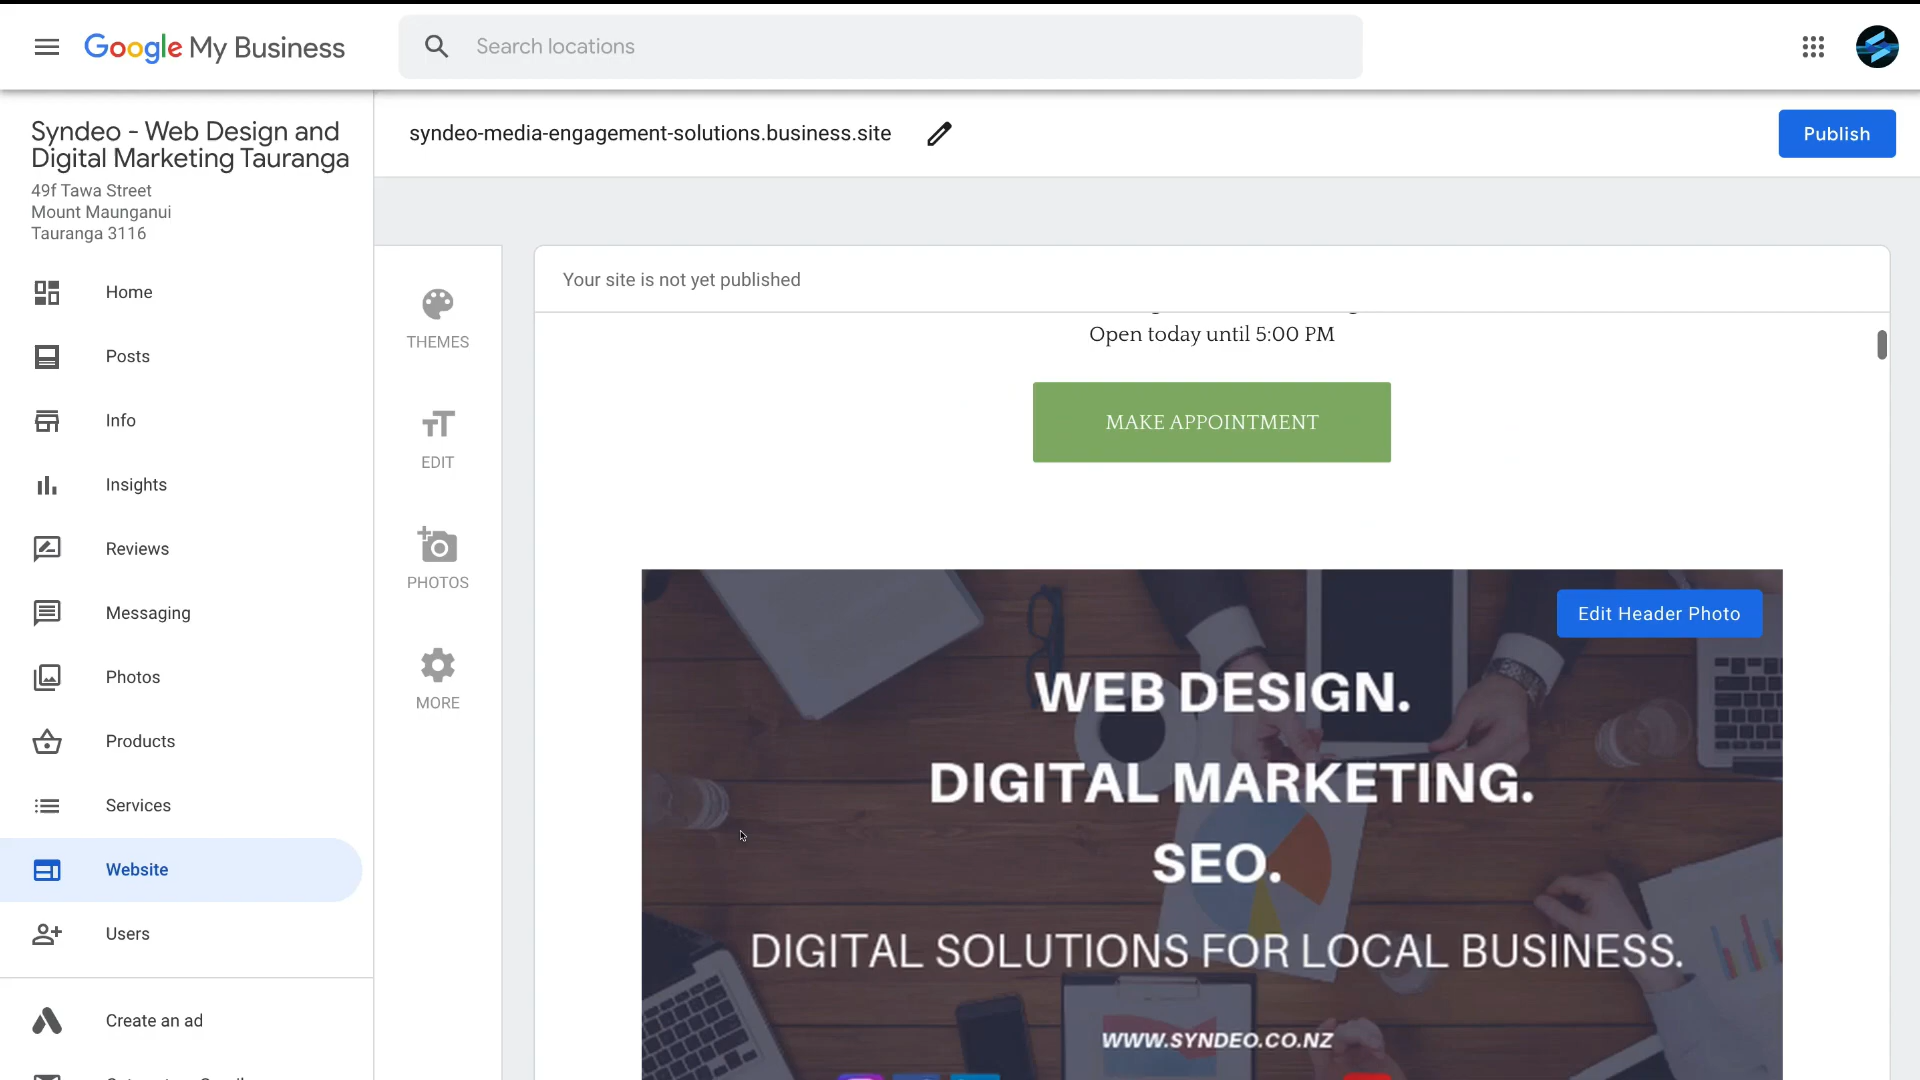 Google My Business
Search locations
Syndeo - Web Design and
Digital Marketing Tauranga
49f Tawa Street
Mount Maunganui
Tauranga 3116
Home
Posts
Info
Insights
Reviews
Messaging
Photos
Products
Services
Website
Users
Create an ad
syndeo-media-engagement-solutions.business.site
Publish
THEMES
EDIT
PHOTOS
MORE
Your site is not yet published
Open today until 5:00 PM
MAKE APPOINTMENT
Edit Header Photo
WEB DESIGN.
DIGITAL MARKETING.
SEO.
DIGITAL SOLUTIONS FOR LOCAL BUSINESS.
WWW.SYNDEO.CO.NZ